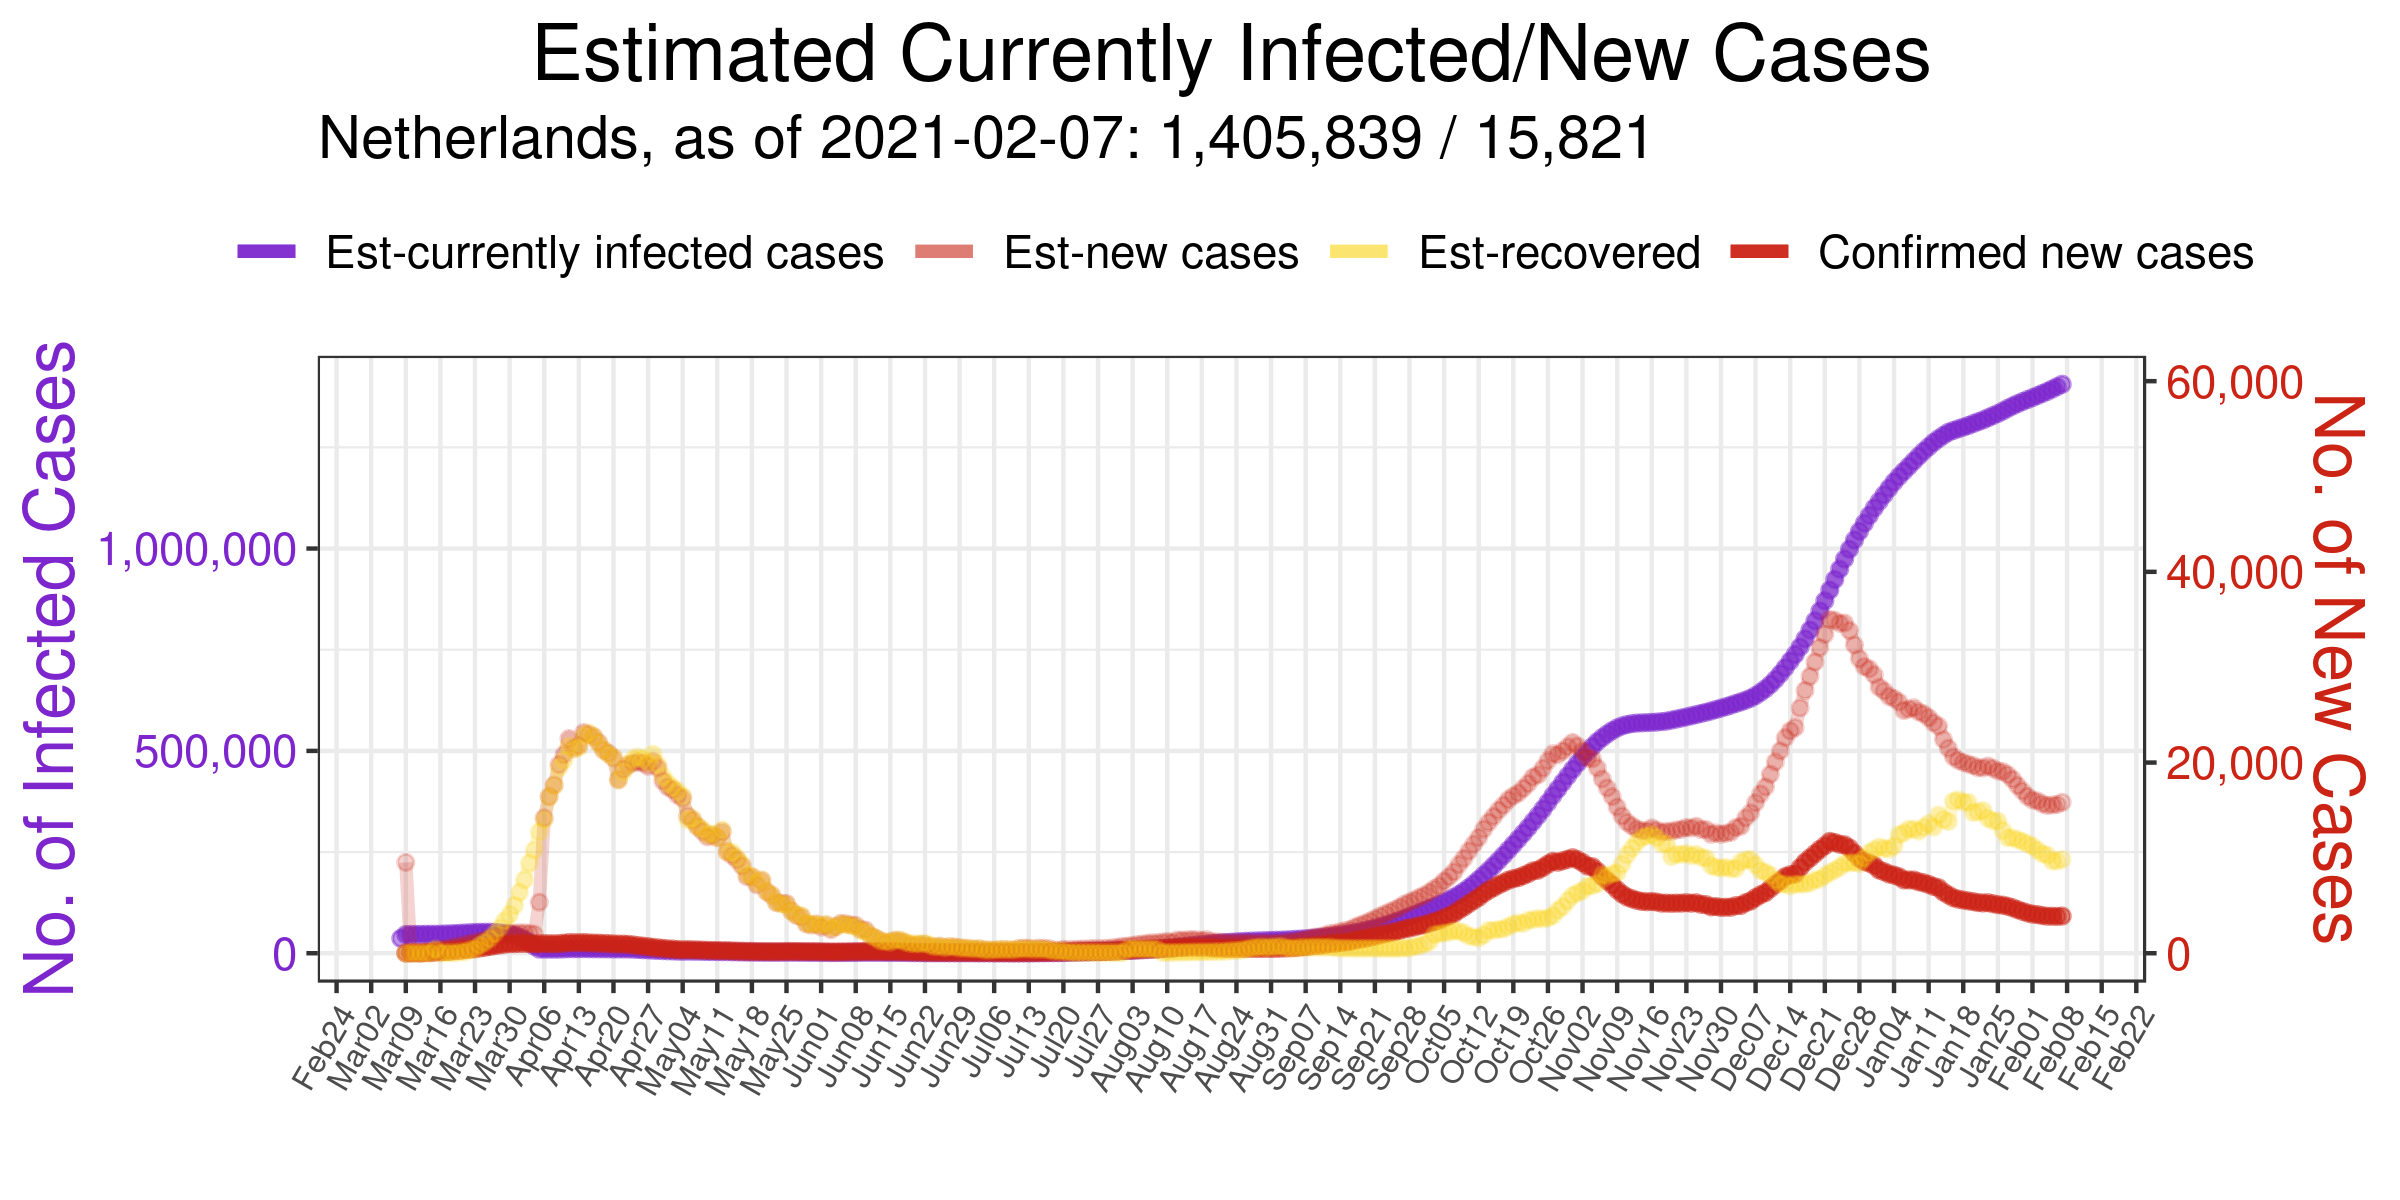 Estimated Currently Infected/New Cases
Netherlands, as of 2021-02-07: 1,405,839 / 15,821
Est-currently infected cases Est-new cases Est-recovered Confirmed new cases
No. of Infected Cases
1,000,000
500,000
0
60,000
40,000
20,000
0
No. of New Cases
Feb24 Mar02 Mar09 Mar16 Mar23 Mar30 Apr06 Apr13 Apr20 Apr27 May04 May11 May18 May25 Jun01 Jun08 Jun15 Jun22 Jun29 Jul06 Jul13 Jul20 Jul27 Aug03 Aug10 Aug17 Aug24 Aug31 Sep07 Sep14 Sep21 Sep28 Oct05 Oct12 Oct19 Oct26 Nov02 Nov09 Nov16 Nov23 Nov30 Dec07 Dec14 Dec21 Dec28 Jan04 Jan11 Jan18 Jan25 Feb01 Feb08 Feb15 Feb22